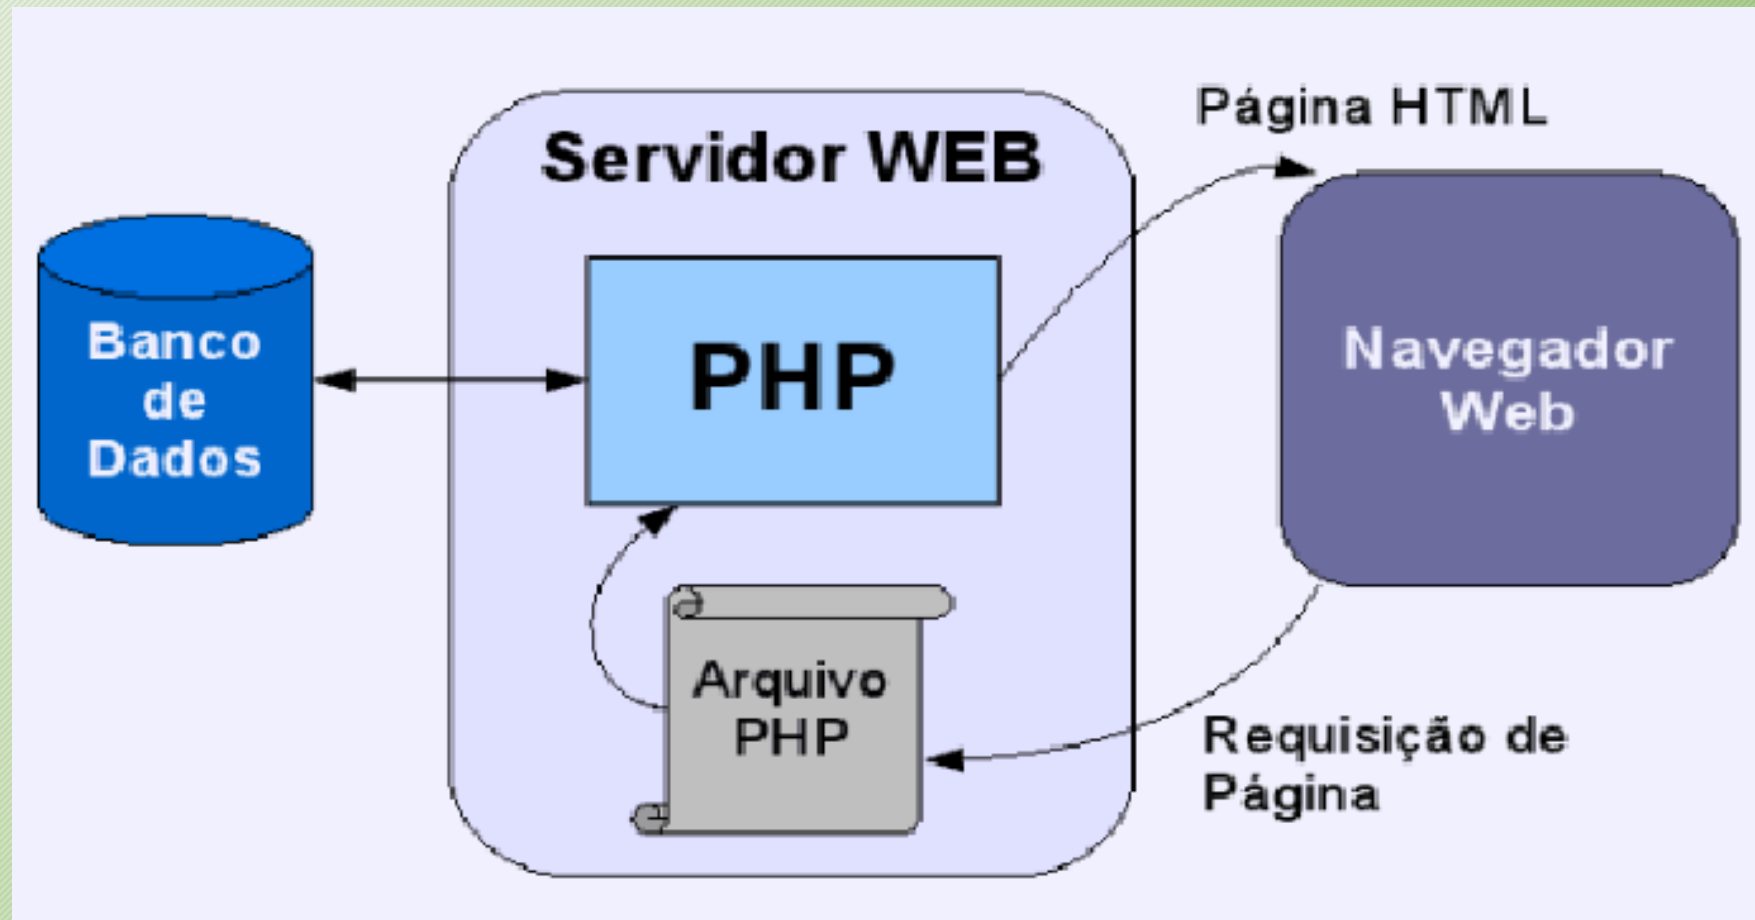 Servidor WEB
Página HTML
Banco
de
Dados
PHP
Navegador
Web
Arquivo
PHP
Requisição de
Página